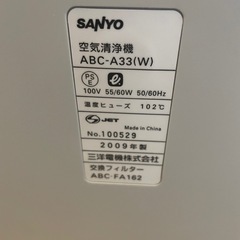 SANYO
空気清浄機
ABC-A33(W)
PS
E
100V 55/60W 50/60Hz
温度ヒューズ 102℃
JET Made in China
No.100529
2009年製
三洋電機株式会社
交換フィルター
ABC-FA162